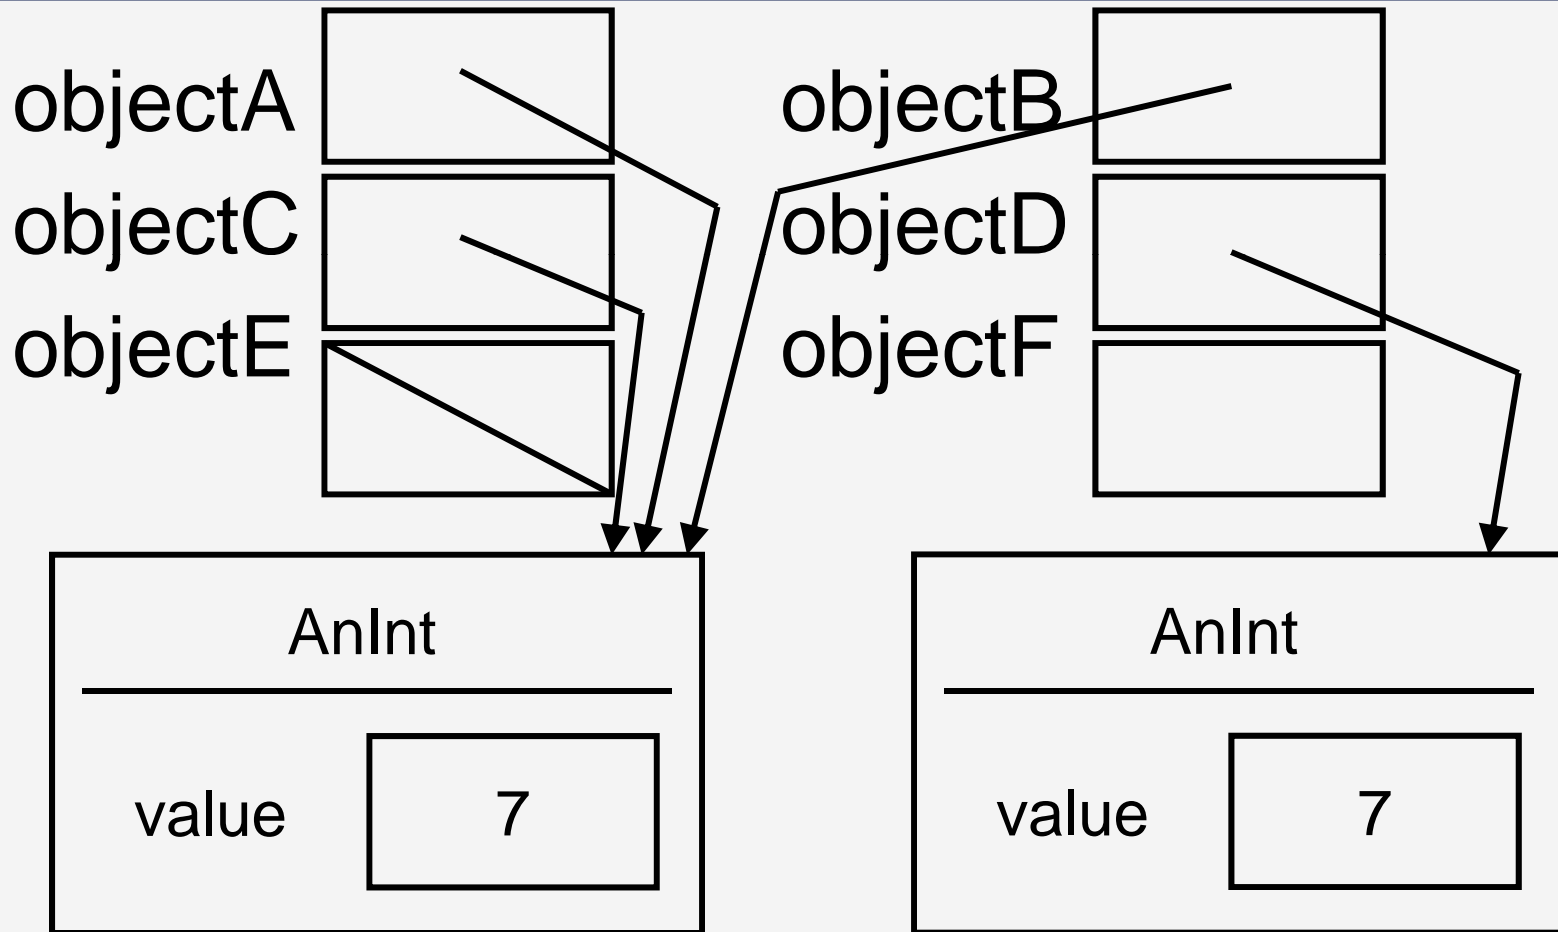 objectA
objectB
objectC
objectD
objectE
objectF
AnInt
AnInt
value 7
value 7